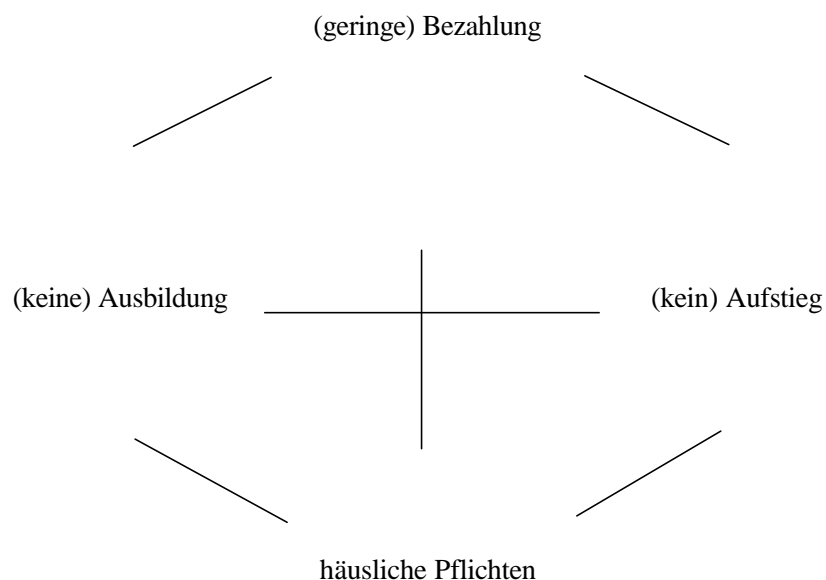 (geringe) Bezahlung
(keine) Ausbildung
(kein) Aufstieg
häusliche Pflichten